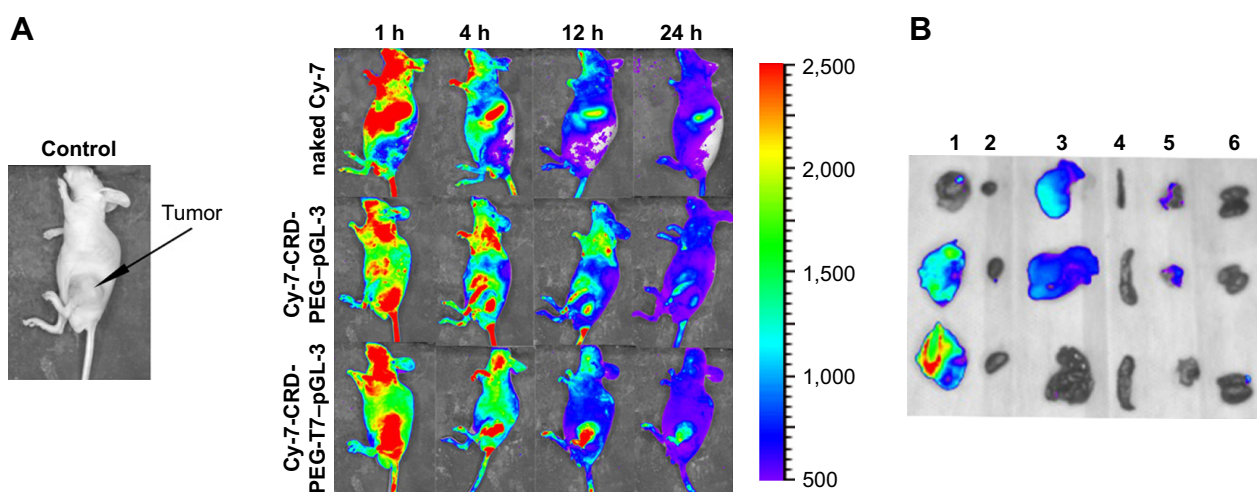 A
B
1 h 4 h 12 h 24 h
Control
Tumor
naked Cy-7
Cy-7-CRD-
PEG–pGL-3
Cy-7-CRD-
PEG-T7–pGL-3
2,500
2,000
1,500
1,000
500
1 2 3 4 5 6